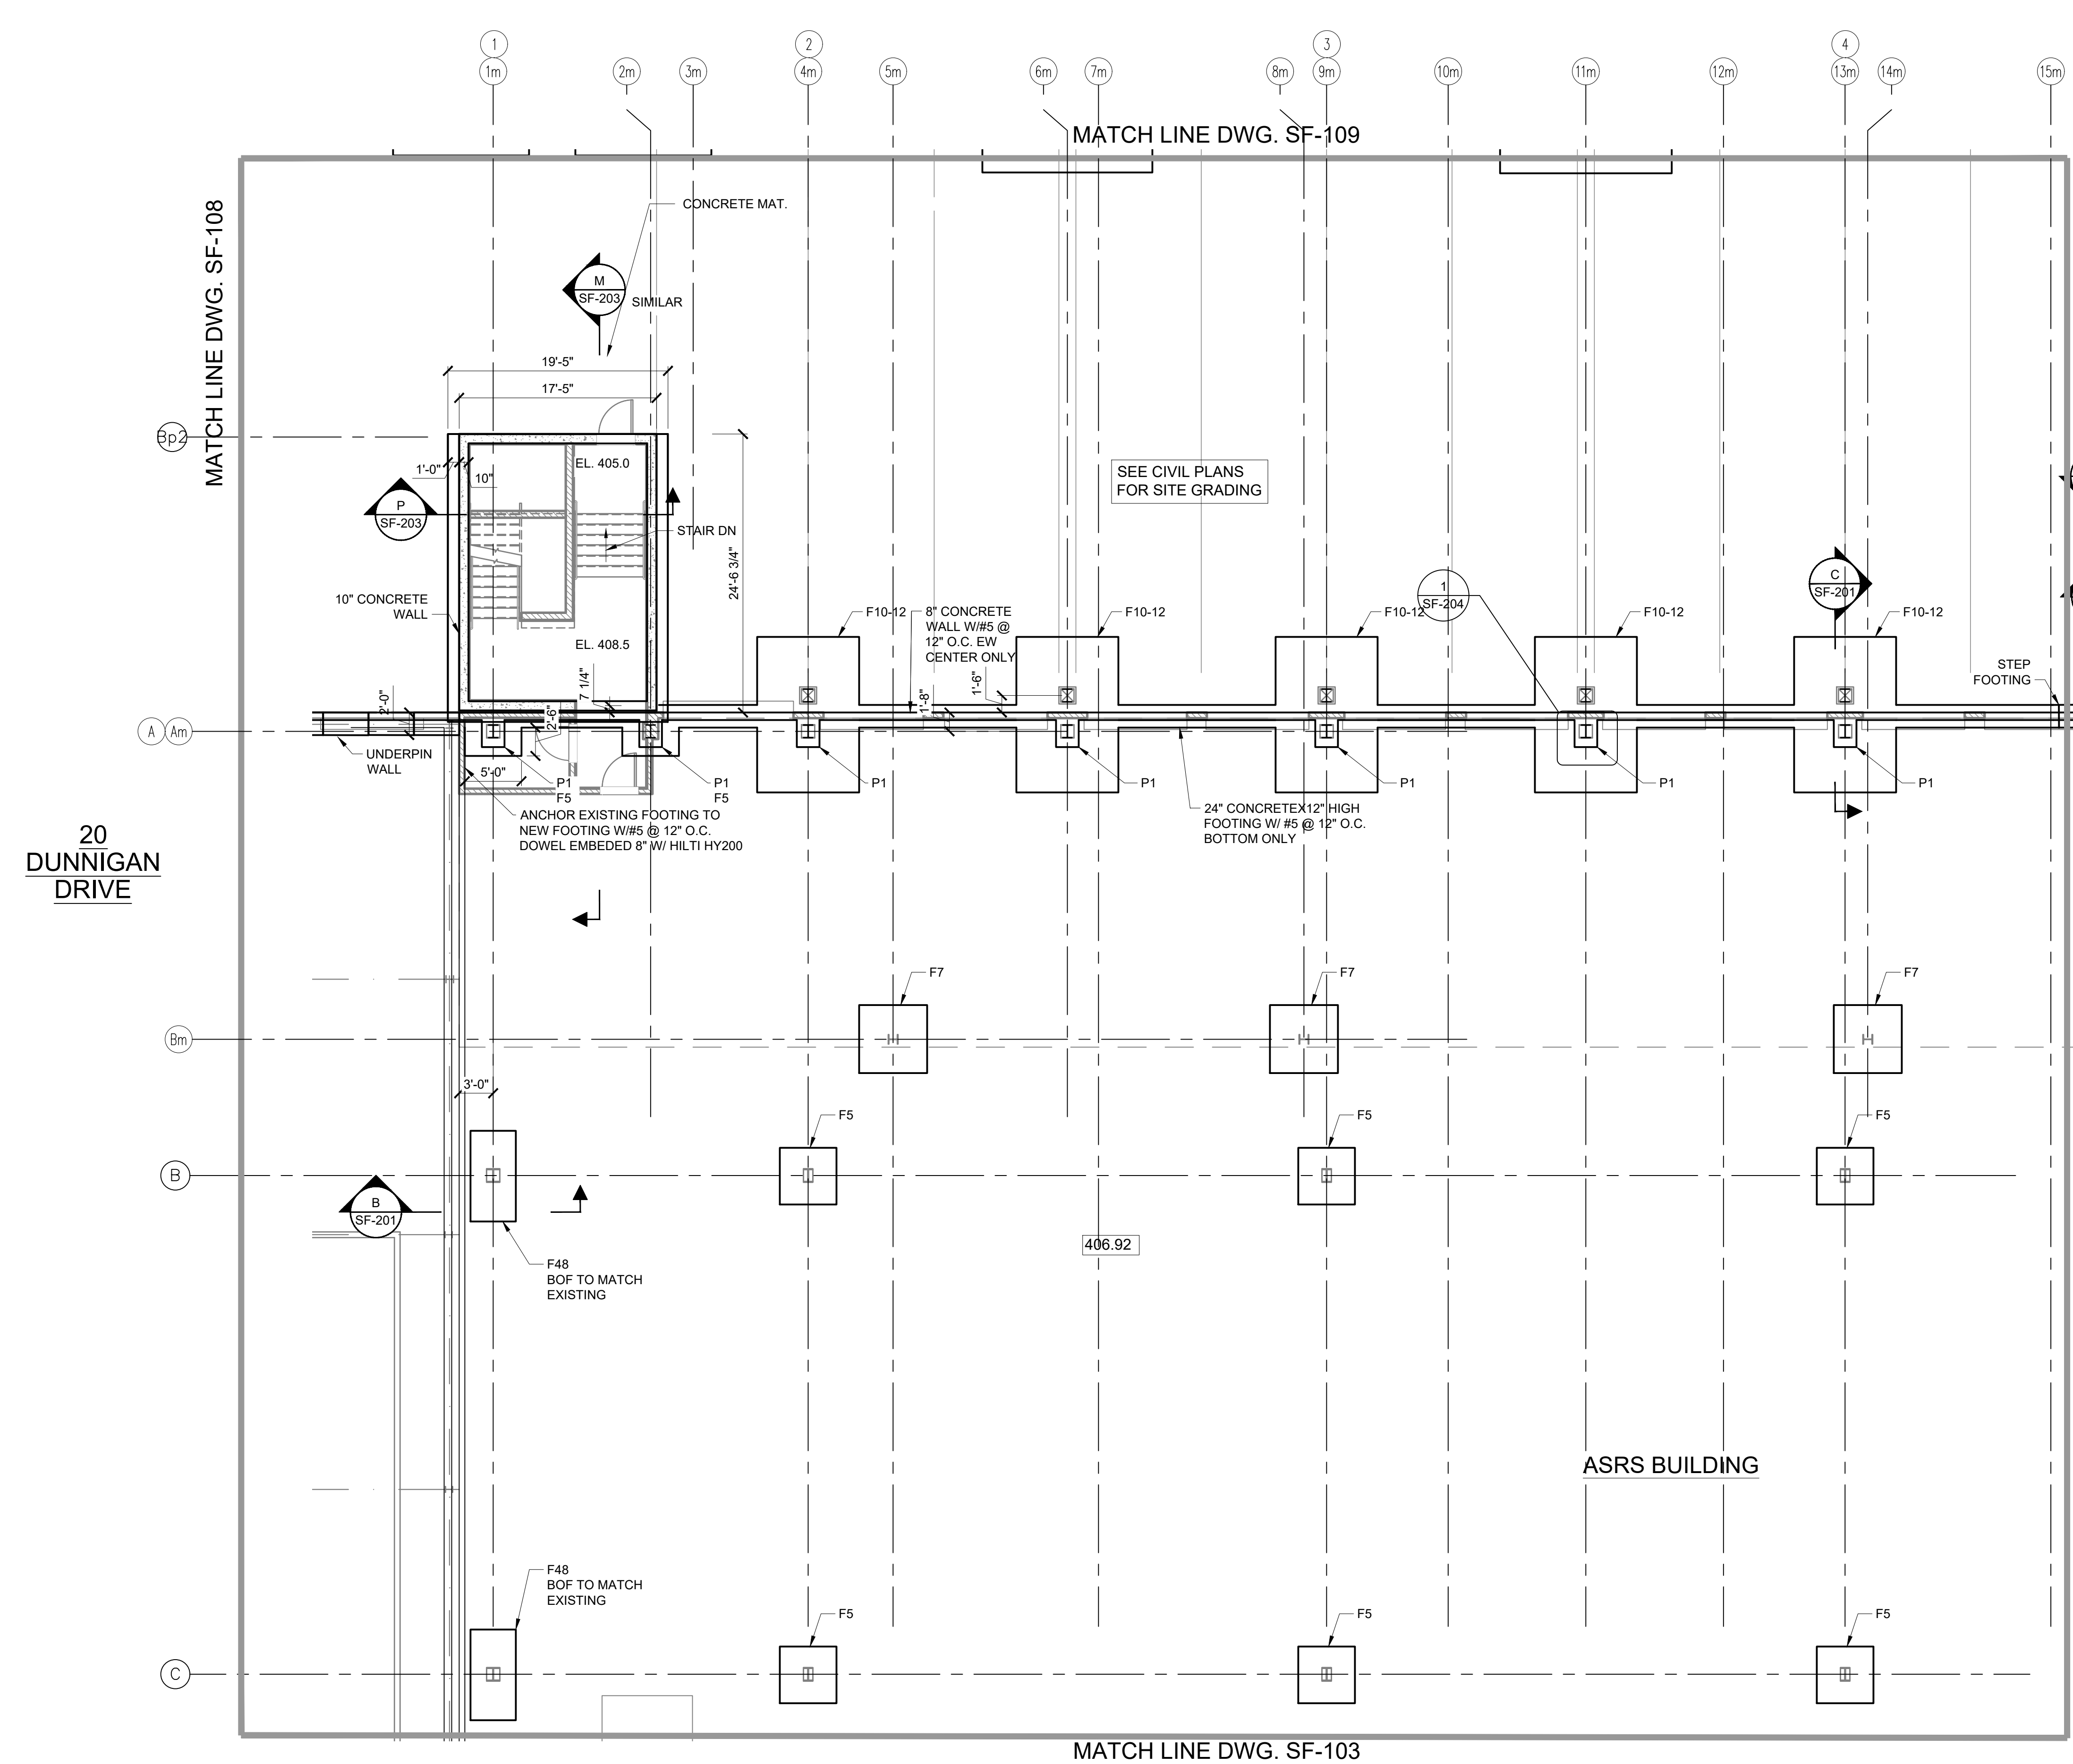 1
2
3
4
1m
2m
3m
4m
5m
6m
7m
8m
9m
10m
11m
12m
13m
14m
15m
MATCH LINE DWG. SF-109
MATCH LINE DWG. SF-108
CONCRETE MAT.
M
SF-203
SIMILAR
19'-5"
17'-5"
Bp2
1'-0"
10"
EL. 405.0
SEE CIVIL PLANS
FOR SITE GRADING
P
SF-203
STAIR DN
24'-6 3/4"
10" CONCRETE
WALL
EL. 408.5
7 1/4"
F10-12
8" CONCRETE
WALL W/#5 @
12" O.C. EW
CENTER ONLY
1'-6"
1'-8"
F10-12
F10-12
1
SF-204
F10-12
C
SF-201
F10-12
STEP
FOOTING
2'-0"
2'-6"
A
Am
UNDERPIN
WALL
5'-0"
P1
F5
P1
F5
P1
P1
P1
P1
P1
ANCHOR EXISTING FOOTING TO
NEW FOOTING W/#5 @ 12" O.C.
DOWEL EMBEDED 8" W/ HILTI HY200
24" CONCRETEX12" HIGH
FOOTING W/ #5 @ 12" O.C.
BOTTOM ONLY
20
DUNNIGAN
DRIVE
F7
F7
F7
Bm
3'-0"
F5
F5
F5
B
B
SF-201
406.92
F48
BOF TO MATCH
EXISTING
ASRS BUILDING
F48
BOF TO MATCH
EXISTING
F5
F5
F5
C
MATCH LINE DWG. SF-103